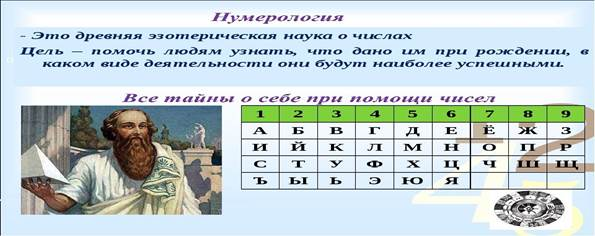 Нумерология
- Это древняя эзотерическая наука о числах
Цель – помочь людям узнать, что дано им при рождении, в
каком виде деятельности они будут наиболее успешными.
Все тайны о себе при помощи чисел
1 2 3 4 5 6 7 8 9
А Б В Г Д Е Ё Ж З
И Й К Л М Н О П Р
С Т У Ф Х Ц Ч Ш Щ
Ъ Ы Ь Э Ю Я